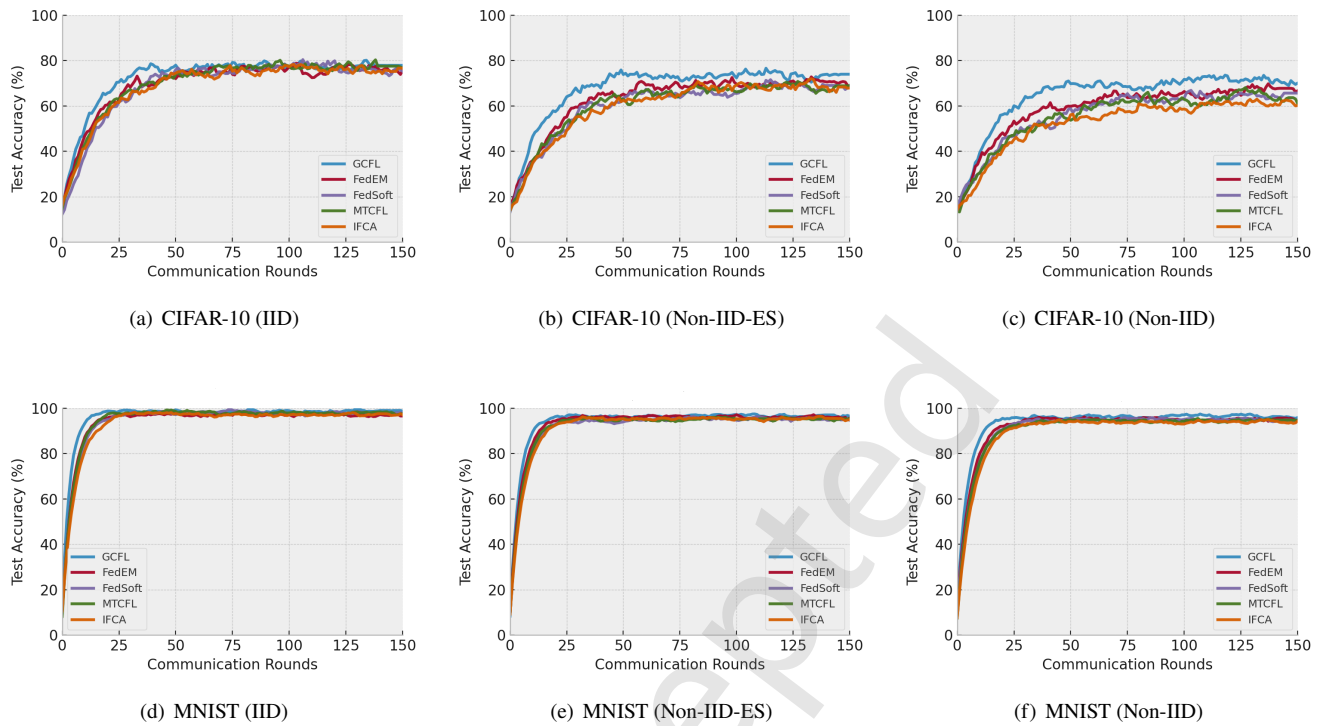 100
80
60
40
20
0
Test Accuracy (%)
GCFL
FedEM
FedSoft
MTCFL
IFCA
0 25 50 75 100 125 150
Communication Rounds
(a) CIFAR-10 (IID)
100
80
60
40
20
0
Test Accuracy (%)
GCFL
FedEM
FedSoft
MTCFL
IFCA
0 25 50 75 100 125 150
Communication Rounds
(b) CIFAR-10 (Non-IID-ES)
100
80
60
40
20
0
Test Accuracy (%)
GCFL
FedEM
FedSoft
MTCFL
IFCA
0 25 50 75 100 125 150
Communication Rounds
(c) CIFAR-10 (Non-IID)
100
80
60
40
20
0
Test Accuracy (%)
GCFL
FedEM
FedSoft
MTCFL
IFCA
0 25 50 75 100 125 150
Communication Rounds
(d) MNIST (IID)
100
80
60
40
20
0
Test Accuracy (%)
GCFL
FedEM
FedSoft
MTCFL
IFCA
0 25 50 75 100 125 150
Communication Rounds
(e) MNIST (Non-IID-ES)
100
80
60
40
20
0
Test Accuracy (%)
GCFL
FedEM
FedSoft
MTCFL
IFCA
0 25 50 75 100 125 150
Communication Rounds
(f) MNIST (Non-IID)
epted